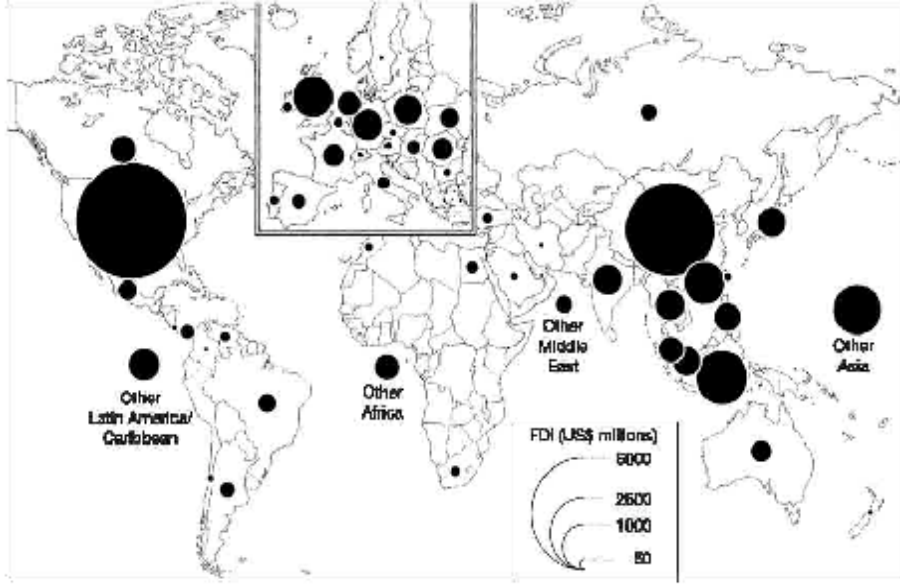 Other
Middle
East
Other
Asia
Other
Latin America/
Caribbean
Other
Africa
FDI (US$ millions)
5000
2500
1000
50